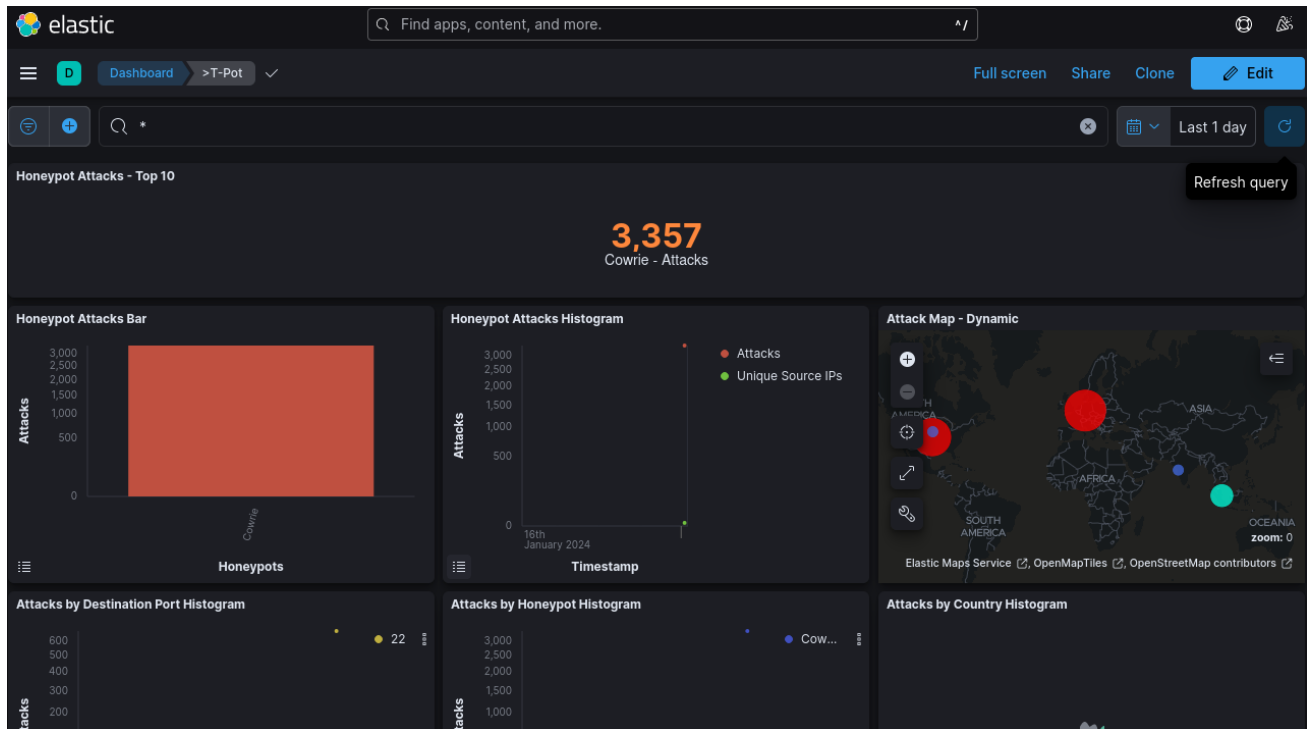 elastic
Find apps, content, and more.
^/
D
Dashboard
>T-Pot
Full screen
Share
Clone
Edit
*
Last 1 day
Refresh query
Honeypot Attacks - Top 10
3,357
Cowrie - Attacks
Honeypot Attacks Bar
3,000
2,500
2,000
1,500
1,000
500
0
Attacks
Cowrie
Honeypots
Honeypot Attacks Histogram
3,000
2,500
2,000
1,500
1,000
500
0
Attacks
16th
January 2024
Timestamp
Attacks
Unique Source IPs
Attack Map - Dynamic
AMERICA
ASIA
AFRICA
SOUTH
AMERICA
OCEANIA
zoom: 0
Elastic Maps Service, OpenMapTiles, OpenStreetMap contributors
Attacks by Destination Port Histogram
600
500
400
300
200
22
Attacks by Honeypot Histogram
3,000
2,500
2,000
1,500
1,000
Cow...
Attacks by Country Histogram